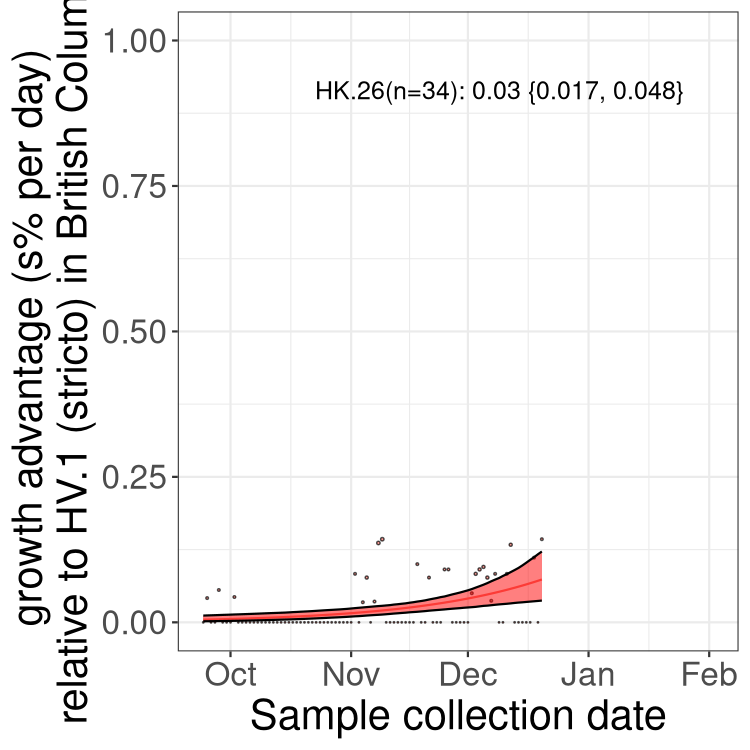 growth advantage (s% per day)
relative to HV.1 (stricto) in British Colum
1.00
0.75
0.50
0.25
0.00
HK.26(n=34): 0.03 {0.017, 0.048}
Oct Nov Dec Jan Feb
Sample collection date